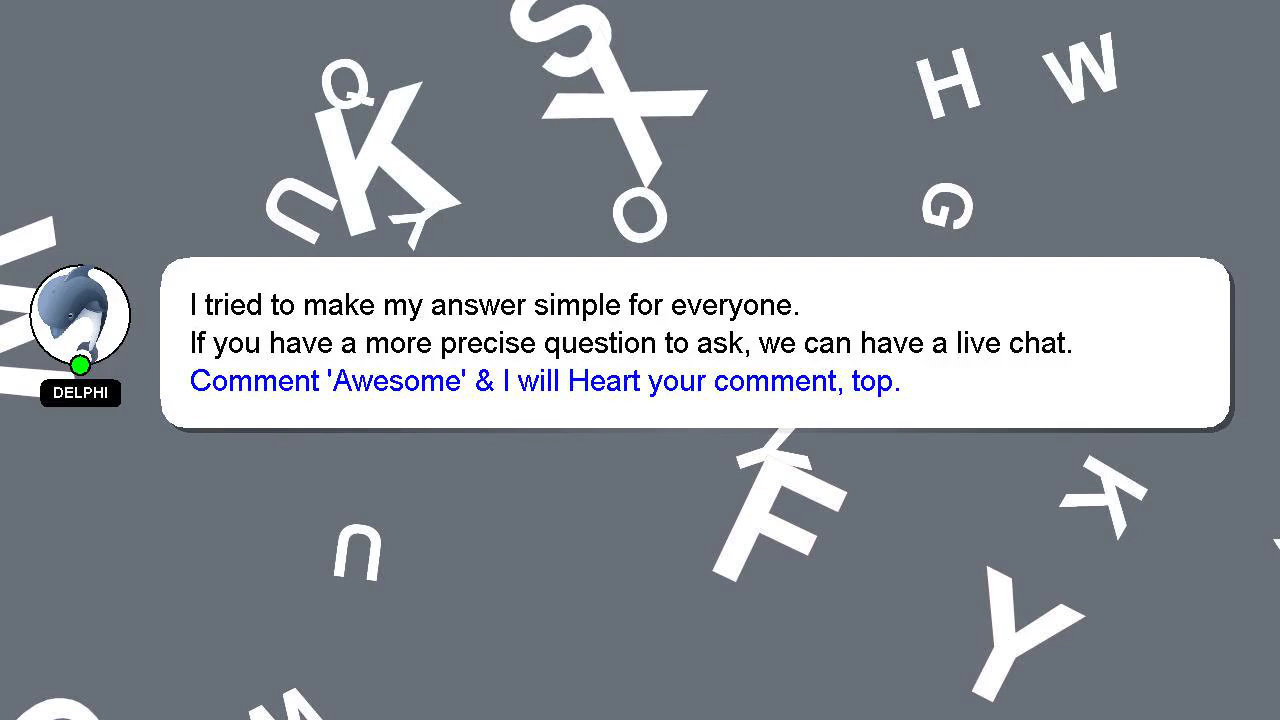 S
Q
H
W
K
X
U
Y
O
G
W
I tried to make my answer simple for everyone.
If you have a more precise question to ask, we can have a live chat.
Comment 'Awesome' & I will Heart your comment, top.
DELPHI
F
K
U
Y